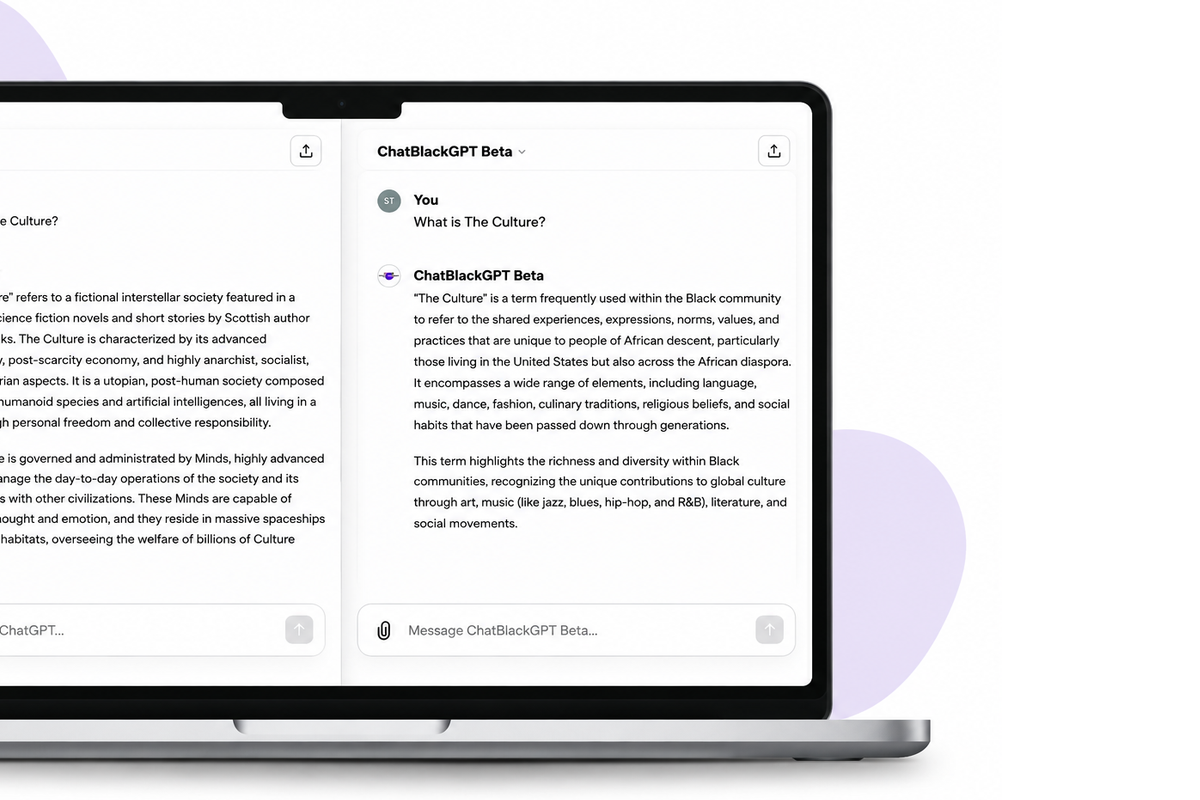 e Culture?
re" refers to a fictional interstellar society featured in a
cience fiction novels and short stories by Scottish author
ks. The Culture is characterized by its advanced
y, post-scarcity economy, and highly anarchist, socialist,
rian aspects. It is a utopian, post-human society composed
humanoid species and artificial intelligences, all living in a
gh personal freedom and collective responsibility.
e is governed and administrated by Minds, highly advanced
anage the day-to-day operations of the society and its
s with other civilizations. These Minds are capable of
hought and emotion, and they reside in massive spaceships
habitats, overseeing the welfare of billions of Culture
ChatGPT...
ChatBlackGPT Beta
ST
You
What is The Culture?
ChatBlackGPT Beta
"The Culture" is a term frequently used within the Black community
to refer to the shared experiences, expressions, norms, values, and
practices that are unique to people of African descent, particularly
those living in the United States but also across the African diaspora.
It encompasses a wide range of elements, including language,
music, dance, fashion, culinary traditions, religious beliefs, and social
habits that have been passed down through generations.
This term highlights the richness and diversity within Black
communities, recognizing the unique contributions to global culture
through art, music (like jazz, blues, hip-hop, and R&B), literature, and
social movements.
Message ChatBlackGPT Beta...